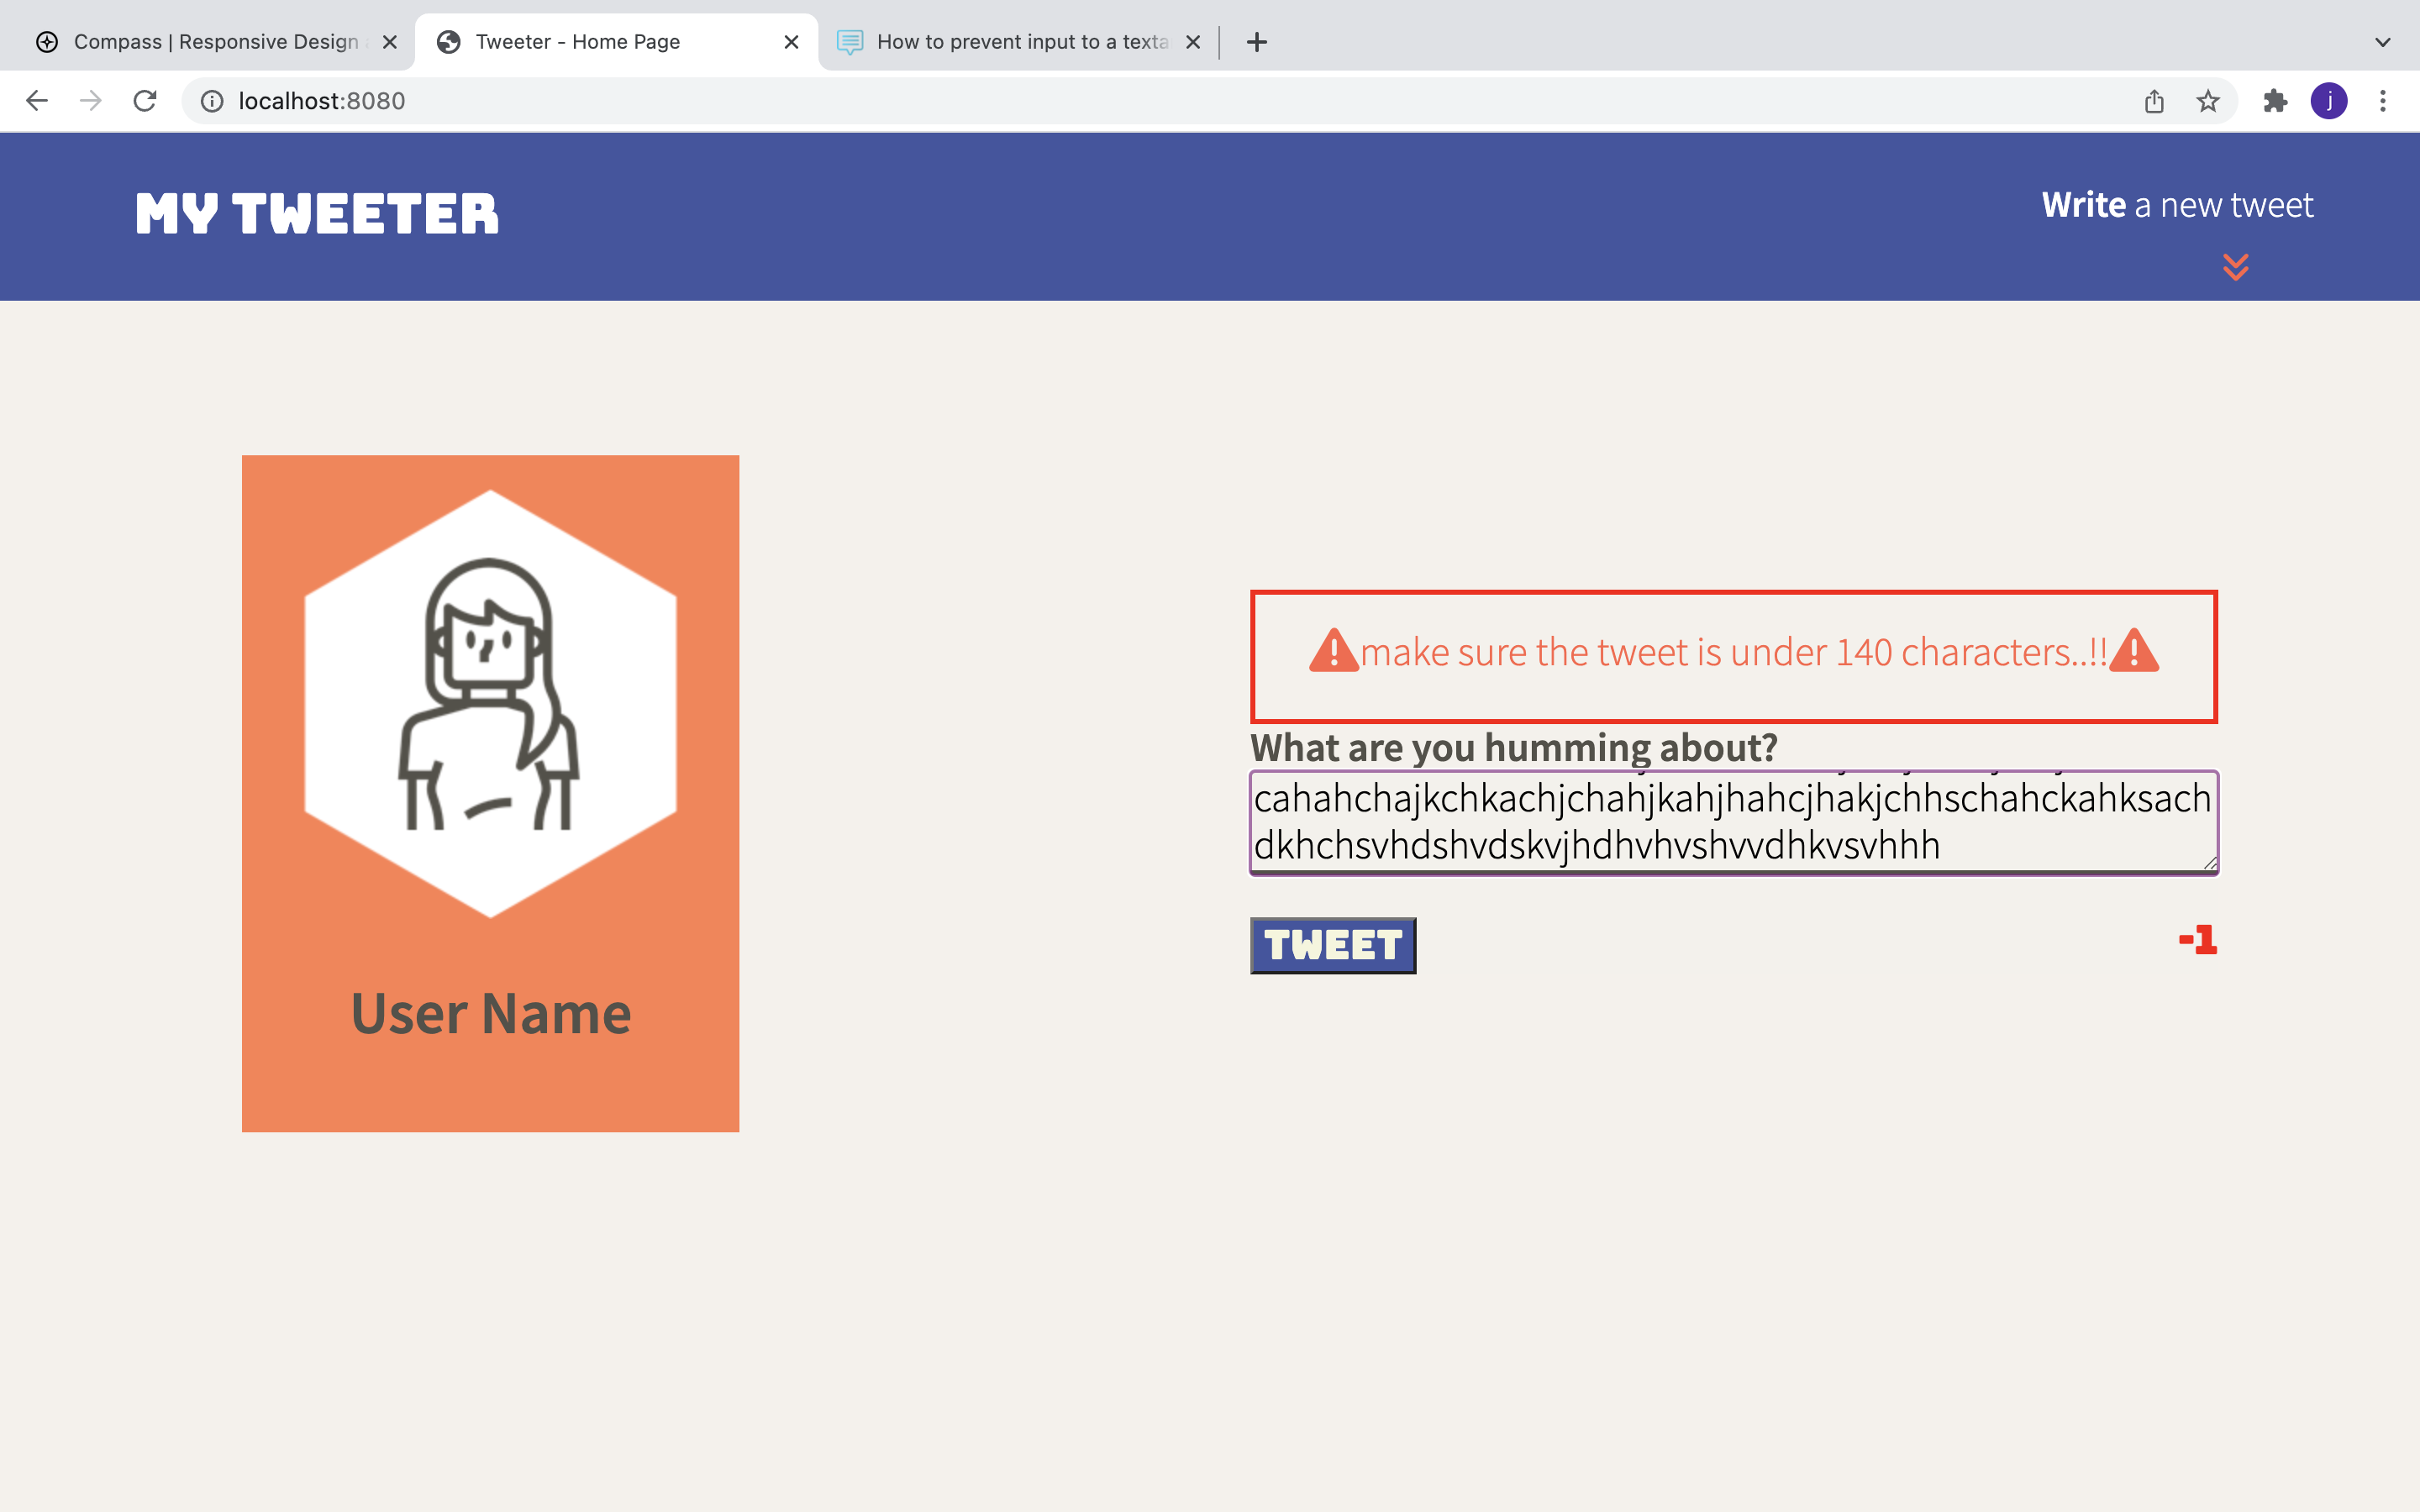 Compass | Responsive Design
Tweeter - Home Page
How to prevent input to a texta
localhost:8080
j
MY TWEETER
Write a new tweet
make sure the tweet is under 140 characters..!!
What are you humming about?
cahahchajkchkachjchahjkahjhahcjhakjchhschahckahksach
dkhchsvhdshvdskvjhdhvhvshvvdhkvsvhhh
TWEET
-1
User Name